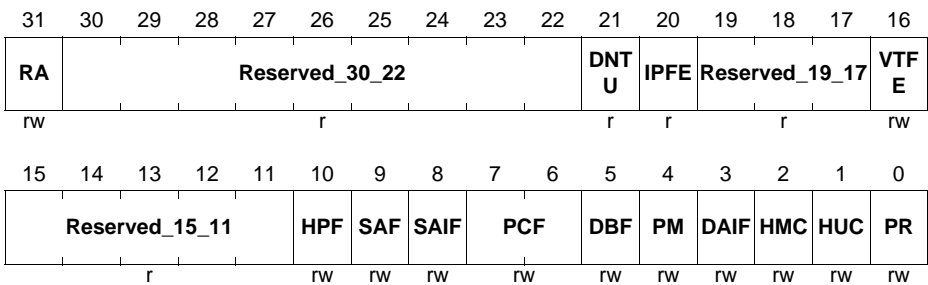 31 30 29 28 27 26 25 24 23 22 21 20 19 18 17 16
RA Reserved_30_22 DNT U IPFE Reserved_19_17 VTF E
rw r r r r rw
15 14 13 12 11 10 9 8 7 6 5 4 3 2 1 0
Reserved_15_11 HPF SAF SAIF PCF DBF PM DAIF HMC HUC PR
r rw rw rw rw rw rw rw rw rw rw